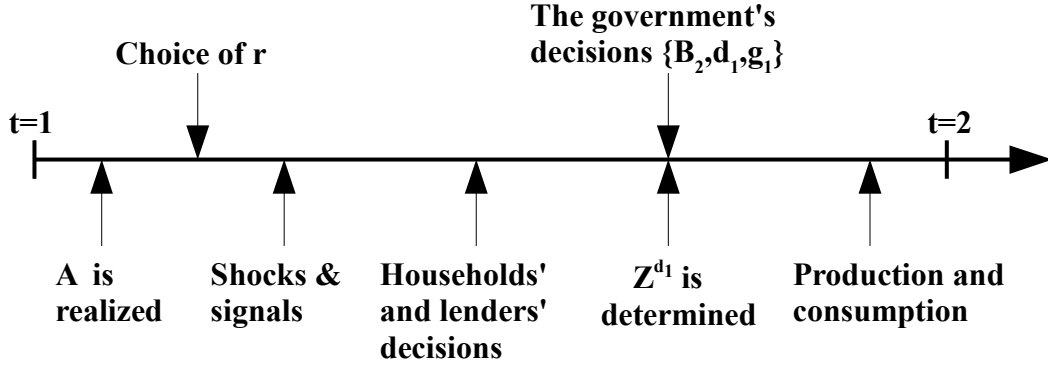 The government's
decisions {B₂,d₁,g₁}
Choice of r
t=1
t=2
A is
realized
Shocks &
signals
Households'
and lenders'
decisions
Z^d₁ is
determined
Production and
consumption